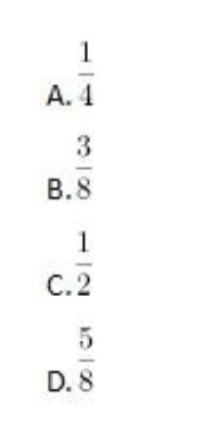 A. 1/4
B. 3/8
C. 1/2
D. 5/8